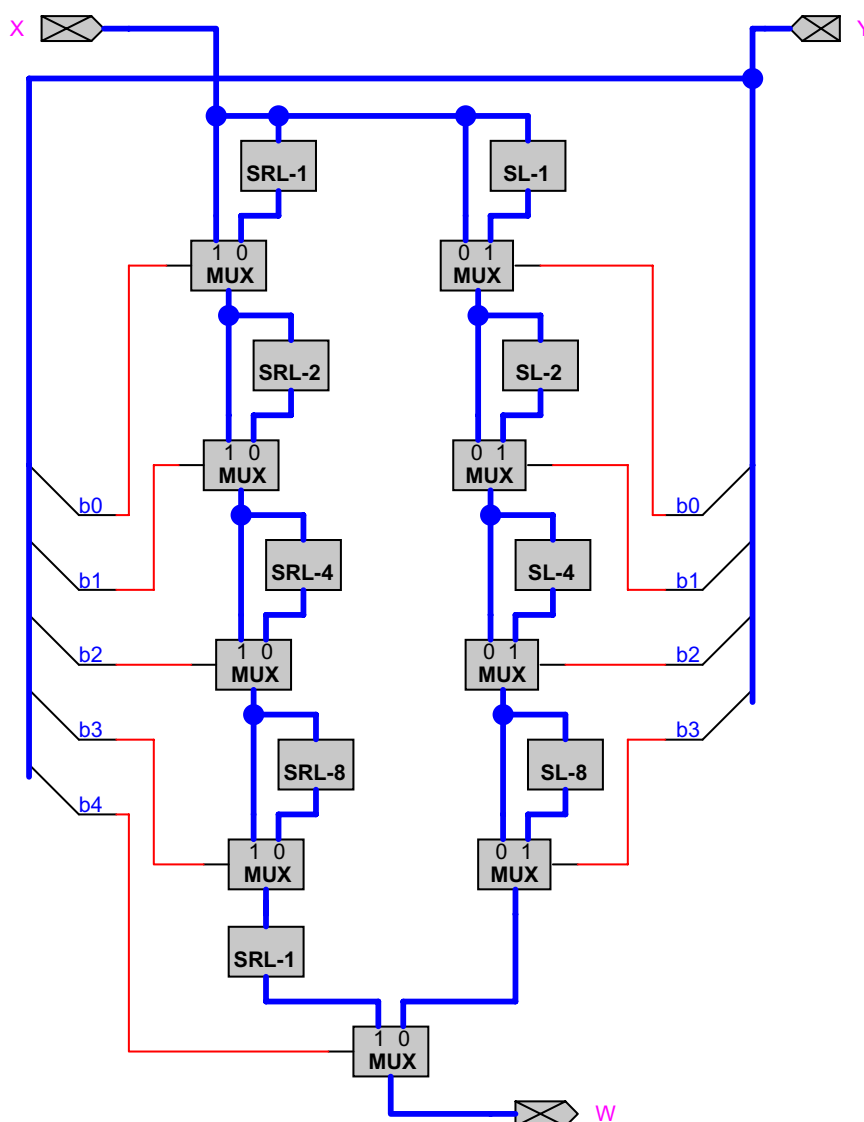 X Y
SRL-1 SL-1
1 0 0 1
MUX MUX
SRL-2 SL-2
1 0 0 1
MUX MUX
b0 b0
SRL-4 SL-4
b1 b1
1 0 0 1
b2 b2
MUX MUX
b3 b3
SRL-8 SL-8
b4
1 0 0 1
MUX MUX
SRL-1
1 0
MUX
W